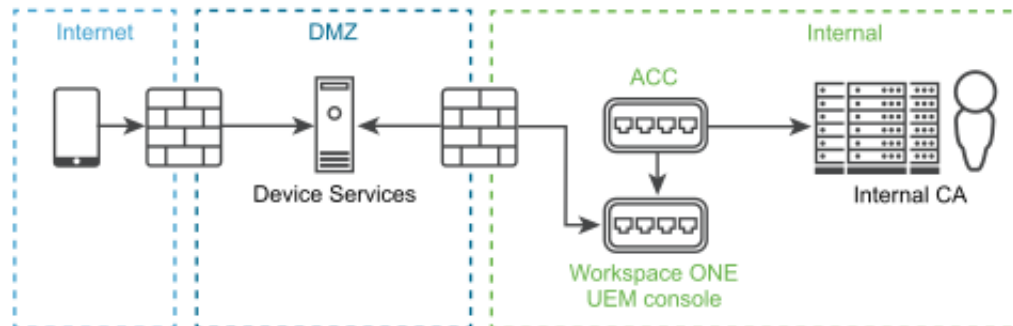 Internet
DMZ
Internal
ACC
Device Services
Internal CA
Workspace ONE
UEM console